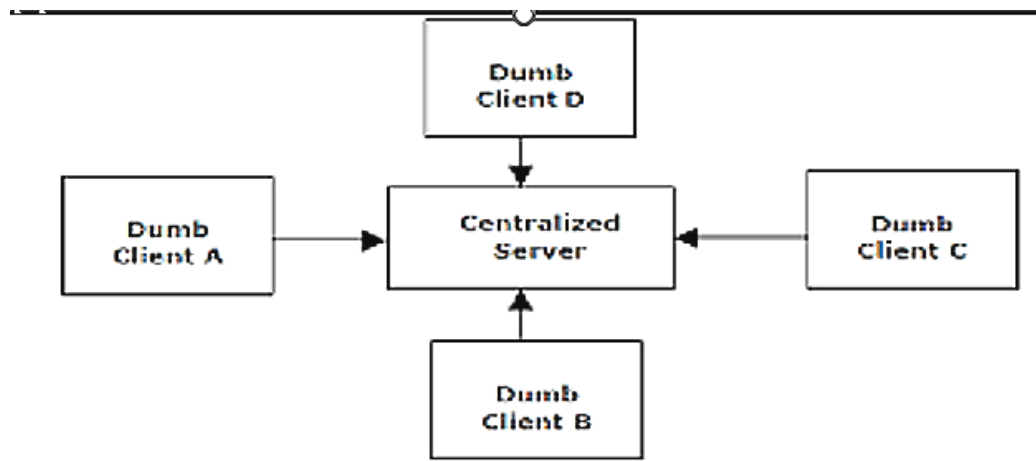 Dumb
Client D
Dumb
Client A
Centralized
Server
Dumb
Client C
Dumb
Client B